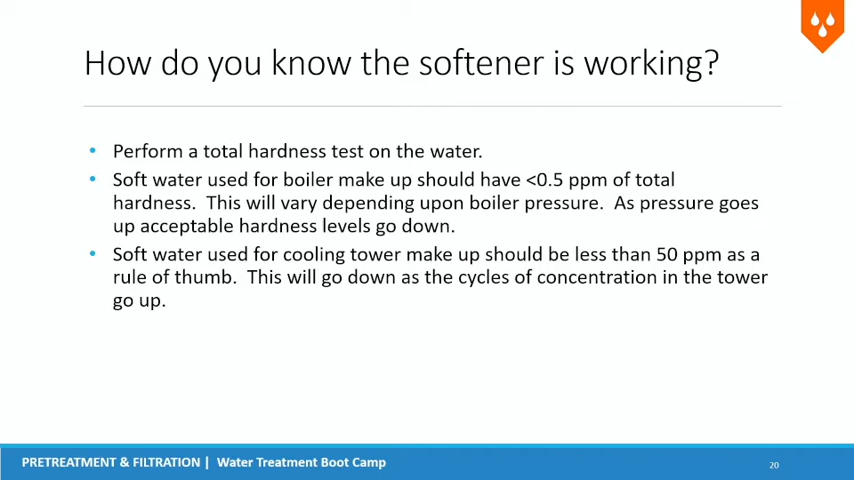 How do you know the softener is working?
• Perform a total hardness test on the water.
• Soft water used for boiler make up should have <0.5 ppm of total
hardness.  This will vary depending upon boiler pressure.  As pressure goes
up acceptable hardness levels go down.
• Soft water used for cooling tower make up should be less than 50 ppm as a
rule of thumb.  This will go down as the cycles of concentration in the tower
go up.
PRETREATMENT & FILTRATION |  Water Treatment Boot Camp
20